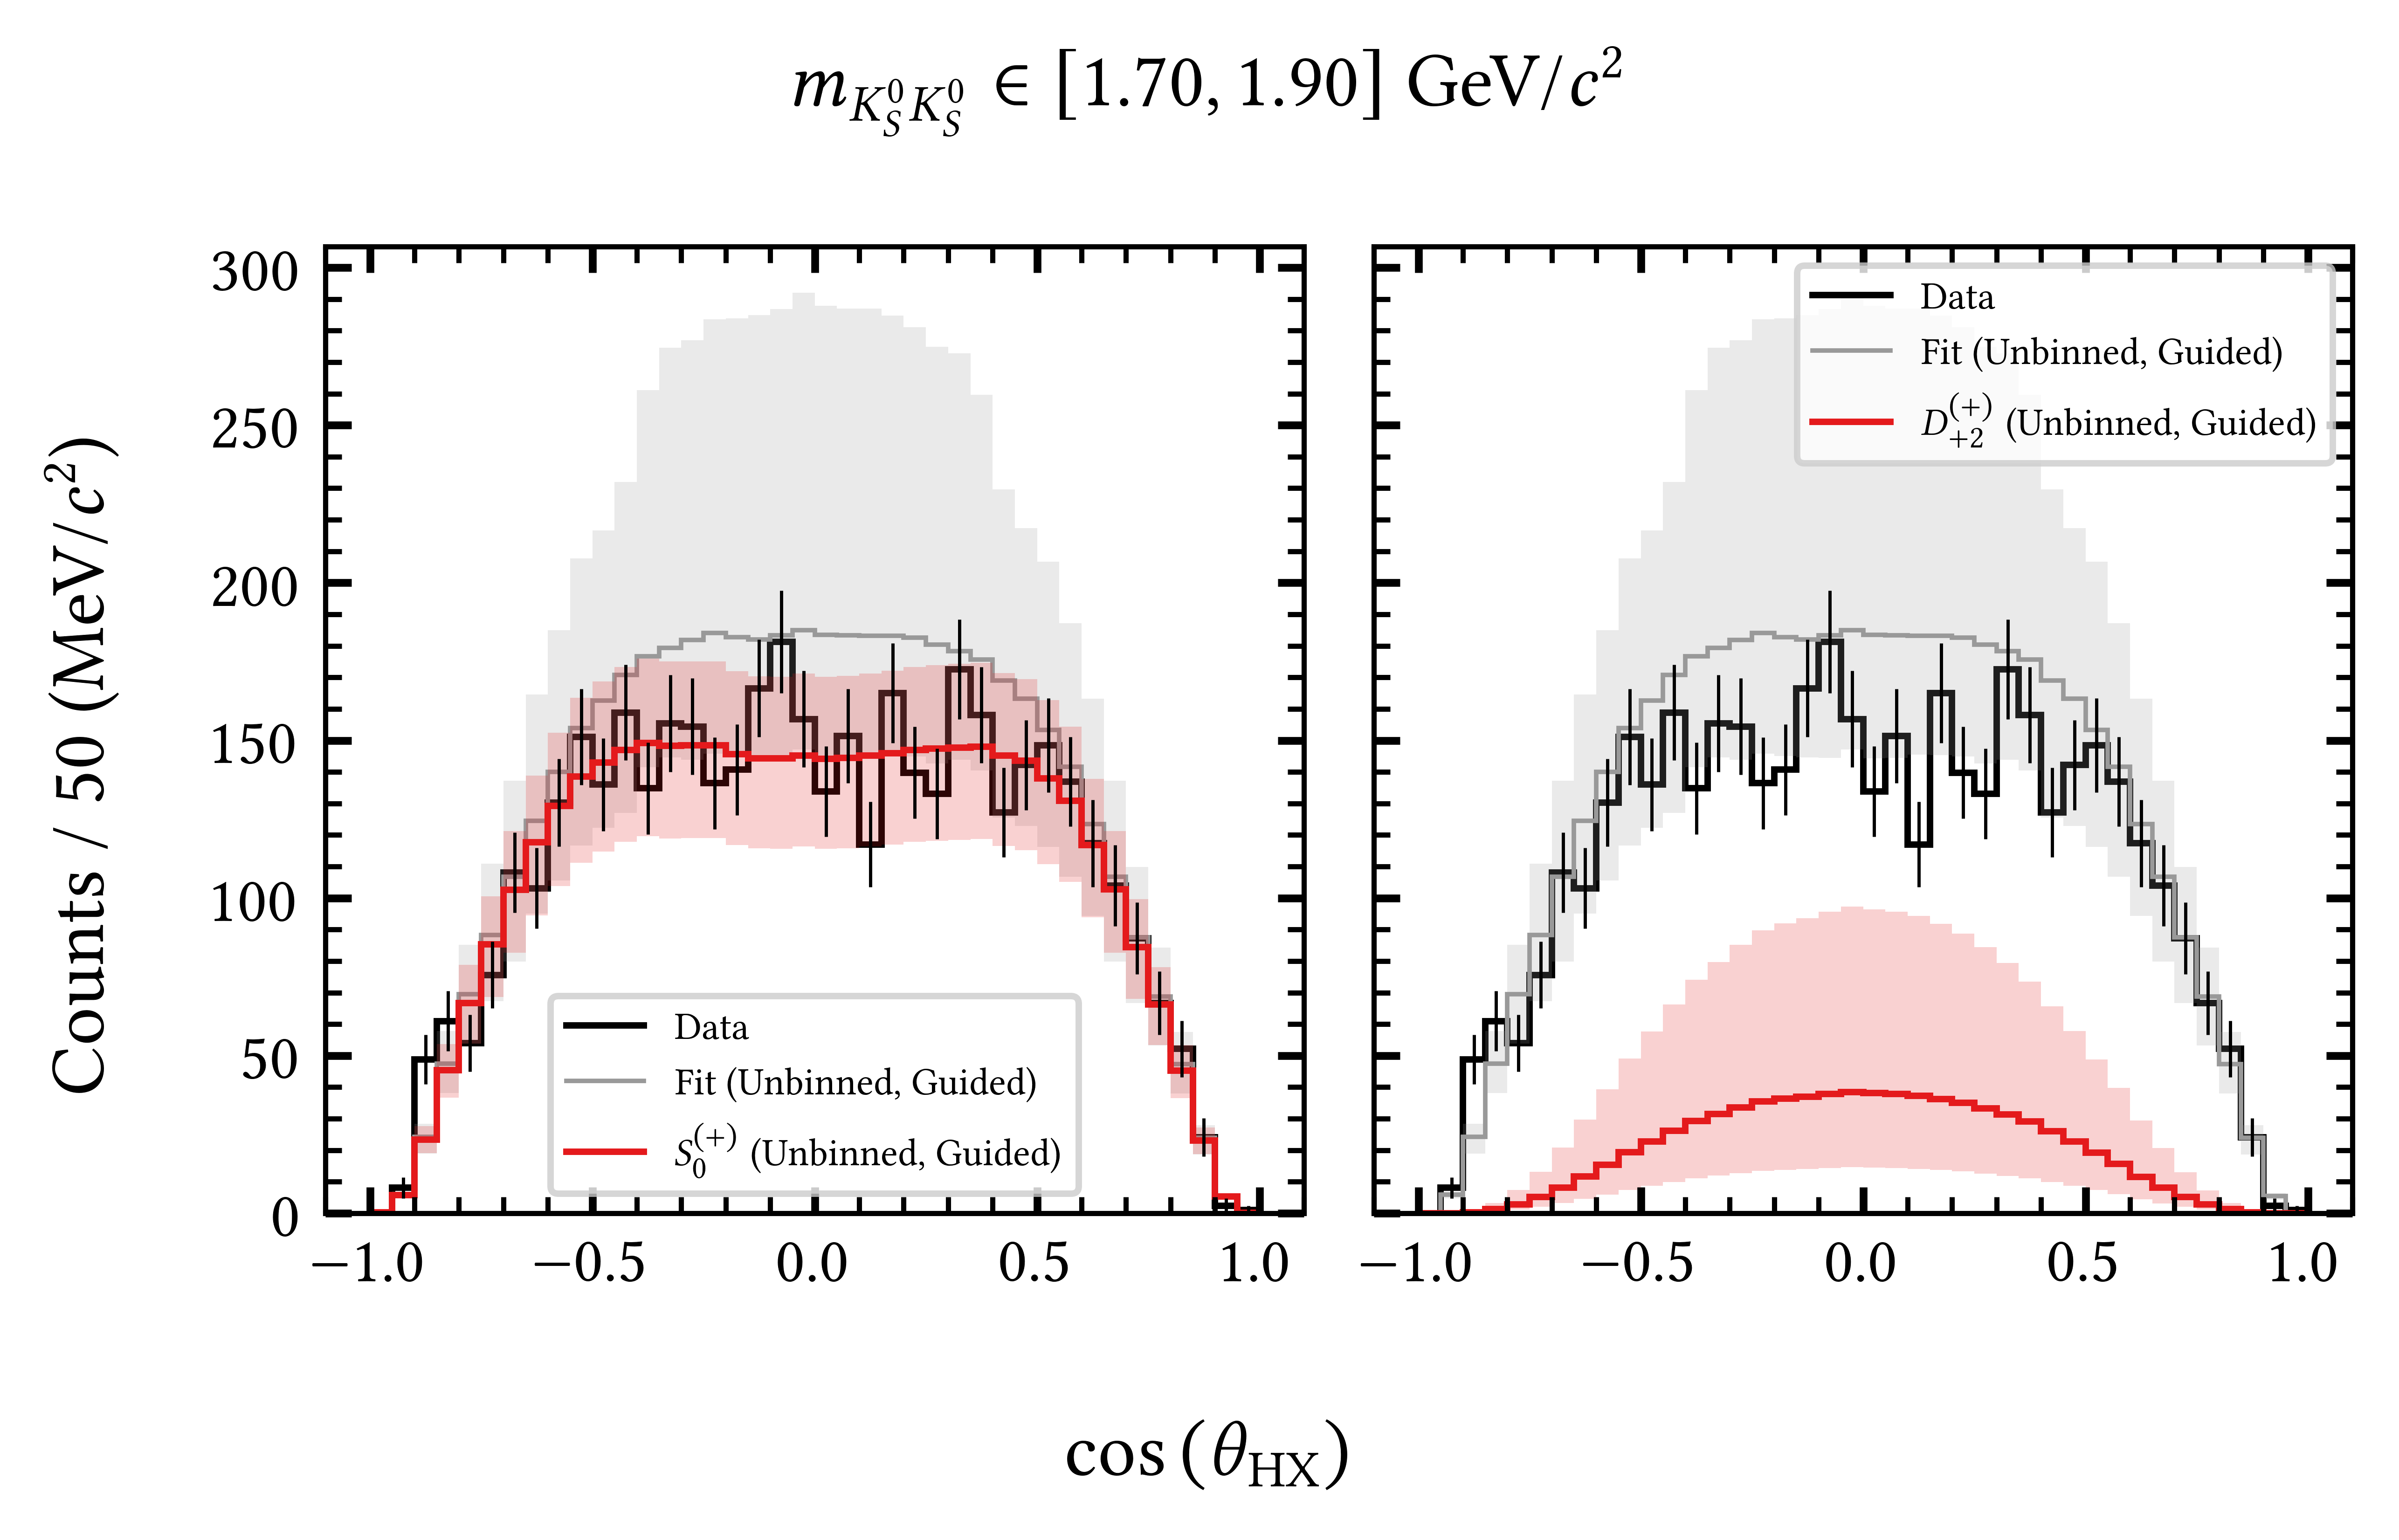 m_{K_S^0 K_S^0} ∈ [1.70, 1.90] GeV/c²
Counts / 50 (MeV/c²)
300
250
200
150
100
50
0
Data
Fit (Unbinned, Guided)
S_0^{(+)} (Unbinned, Guided)
−1.0 −0.5 0.0 0.5 1.0
Data
Fit (Unbinned, Guided)
D_{+2}^{(+)} (Unbinned, Guided)
−1.0 −0.5 0.0 0.5 1.0
cos (θ_{HX})